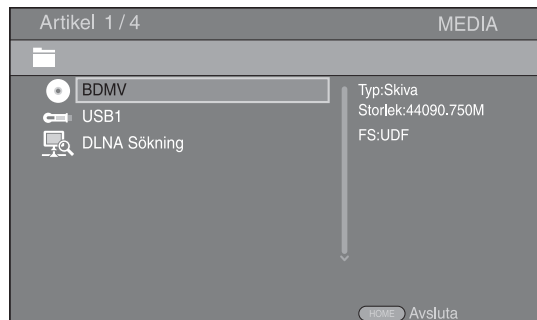 Artikel 1 / 4
MEDIA
BDMV
USB1
DLNA Sökning
Typ:Skiva
Storlek:44090.750M
FS:UDF
HOME Avsluta